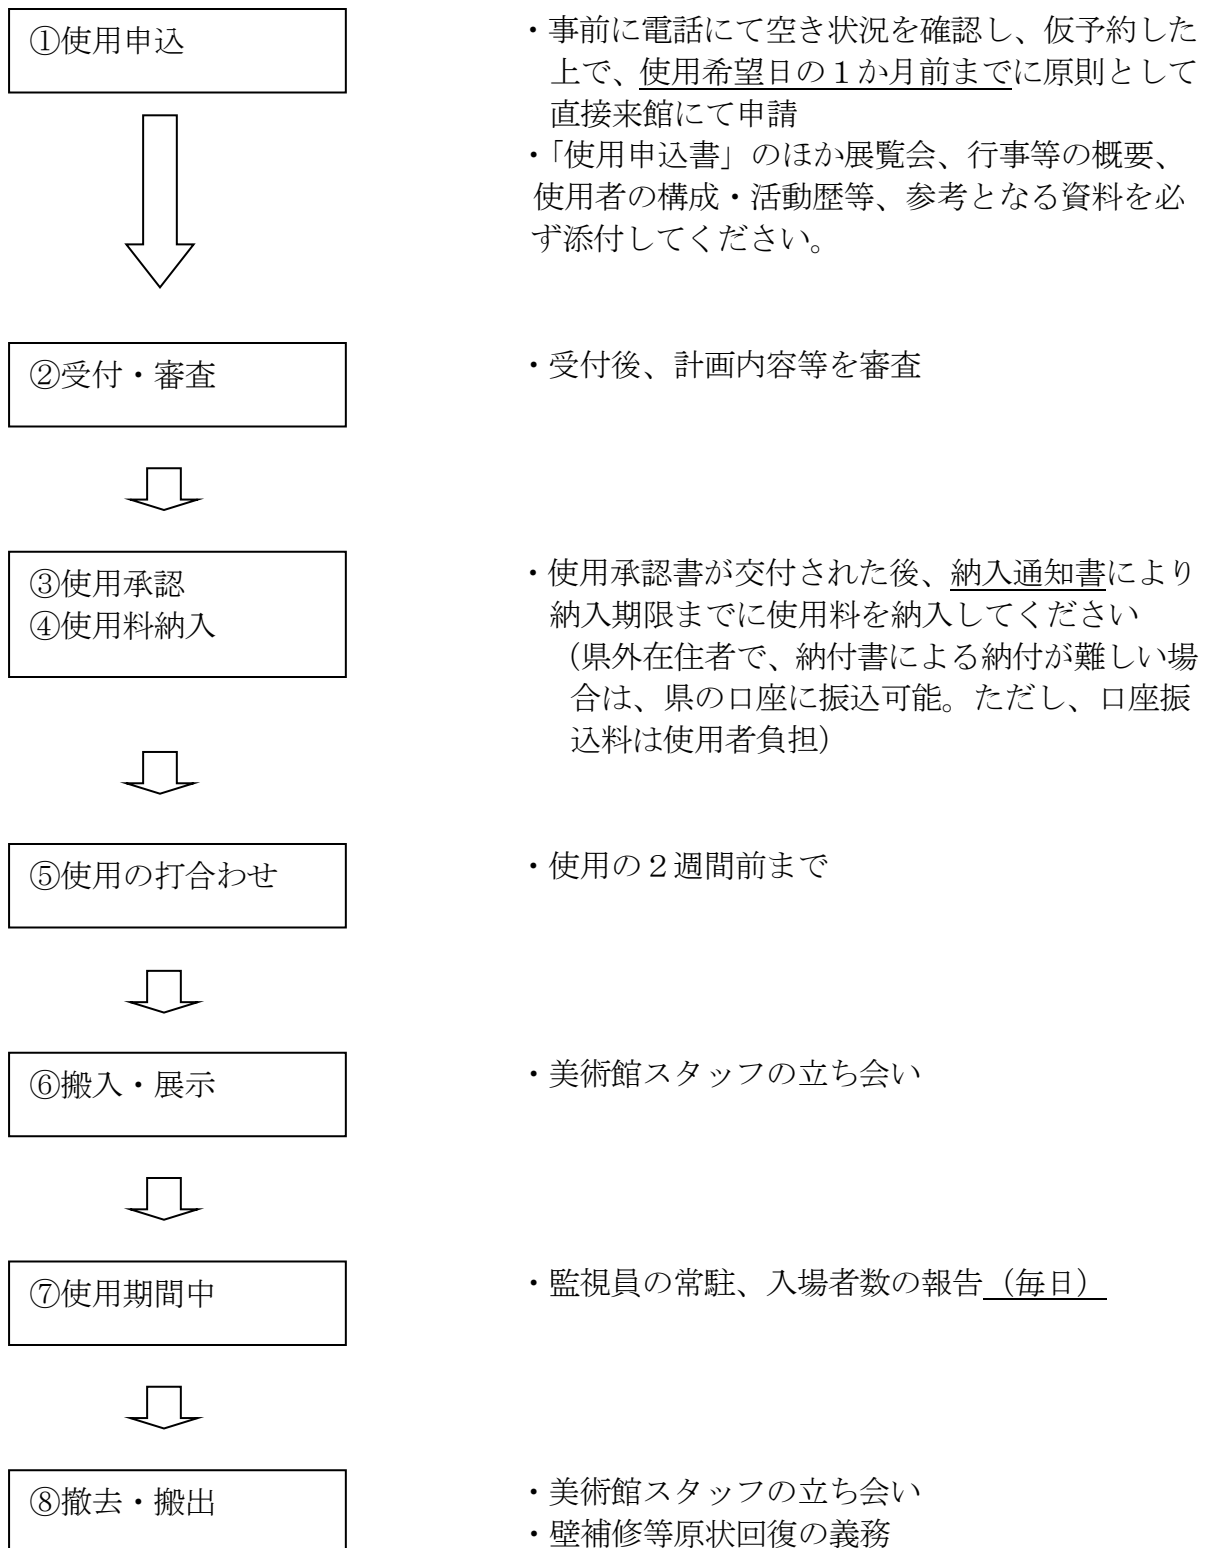 ①使用申込
・事前に電話にて空き状況を確認し、仮予約した
上で、使用希望日の１か月前までに原則として
直接来館にて申請
・「使用申込書」のほか展覧会、行事等の概要、
使用者の構成・活動歴等、参考となる資料を必
ず添付してください。
②受付・審査
・受付後、計画内容等を審査
③使用承認
④使用料納入
・使用承認書が交付された後、納入通知書により
納入期限までに使用料を納入してください
（県外在住者で、納付書による納付が難しい場
合は、県の口座に振込可能。ただし、口座振
込料は使用者負担）
⑤使用の打合わせ
・使用の２週間前まで
⑥搬入・展示
・美術館スタッフの立ち会い
⑦使用期間中
・監視員の常駐、入場者数の報告（毎日）
⑧撤去・搬出
・美術館スタッフの立ち会い
・壁補修等原状回復の義務